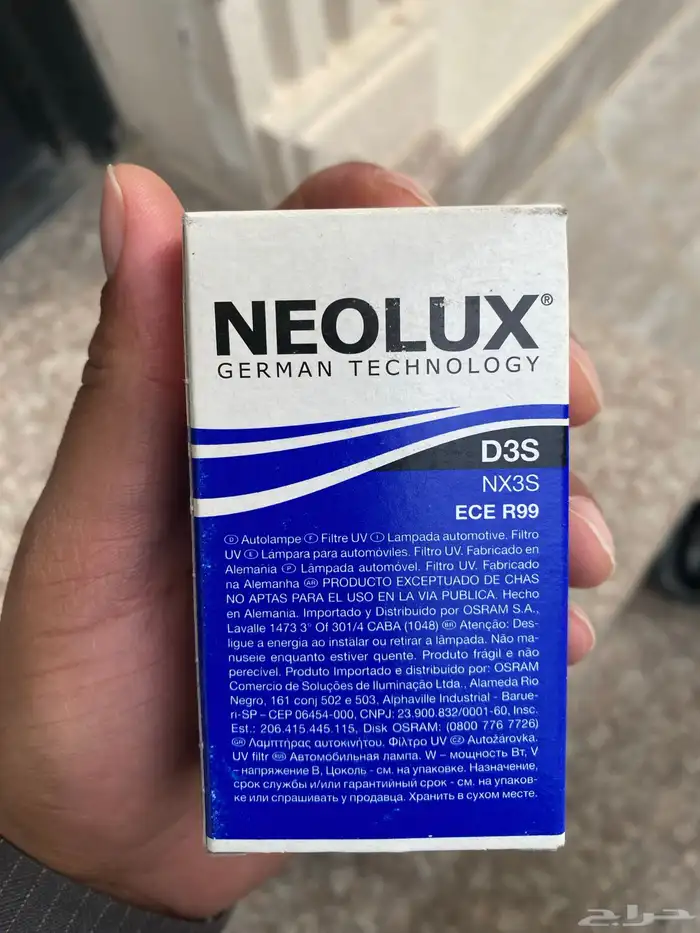 NEOLUX®
GERMAN TECHNOLOGY
D3S
NX3S
ECE R99
Ⓓ Autolampe Ⓕ Filtre UV Ⓘ Lampada automotive. Filtro
UV Ⓔ Lámpara para automóviles. Filtro UV. Fabricado en
Alemania Ⓟ Lâmpada automóvel. Filtro UV. Fabricado
na Alemanha (AR) PRODUCTO EXCEPTUADO DE CHAS
NO APTAS PARA EL USO EN LA VIA PUBLICA. Hecho
en Alemania. Importado y Distribuido por OSRAM S.A.,
Lavalle 1473 3° Of 301/4 CABA (1048) (BR) Atenção: Des-
ligue a energia ao instalar ou retirar a lâmpada. Não ma-
nuseie enquanto estiver quente. Produto frágil e não
perecível. Produto Importado e distribuido por: OSRAM
Comercio de Soluções de Iluminação Ltda., Alameda Rio
Negro, 161 conj 502 e 503, Alphaville Industrial - Barue-
ri-SP – CEP 06454-000, CNPJ: 23.900.832/0001-60, Insc.
Est.: 206.415.445.115, Disk OSRAM: (0800 776 7726)
(GR) Λαμπτήρας αυτοκινήτου. Φίλτρο UV (CZ) Autožárovka.
UV filtr (RUS) Автомобильная лампа. W – мощность Вт, V
– напряжение В, Цоколь - см. на упаковке. Назначение,
срок службы и/или гарантийный срок - см. на упаков-
ке или спрашивать у продавца. Хранить в сухом месте.
حراج